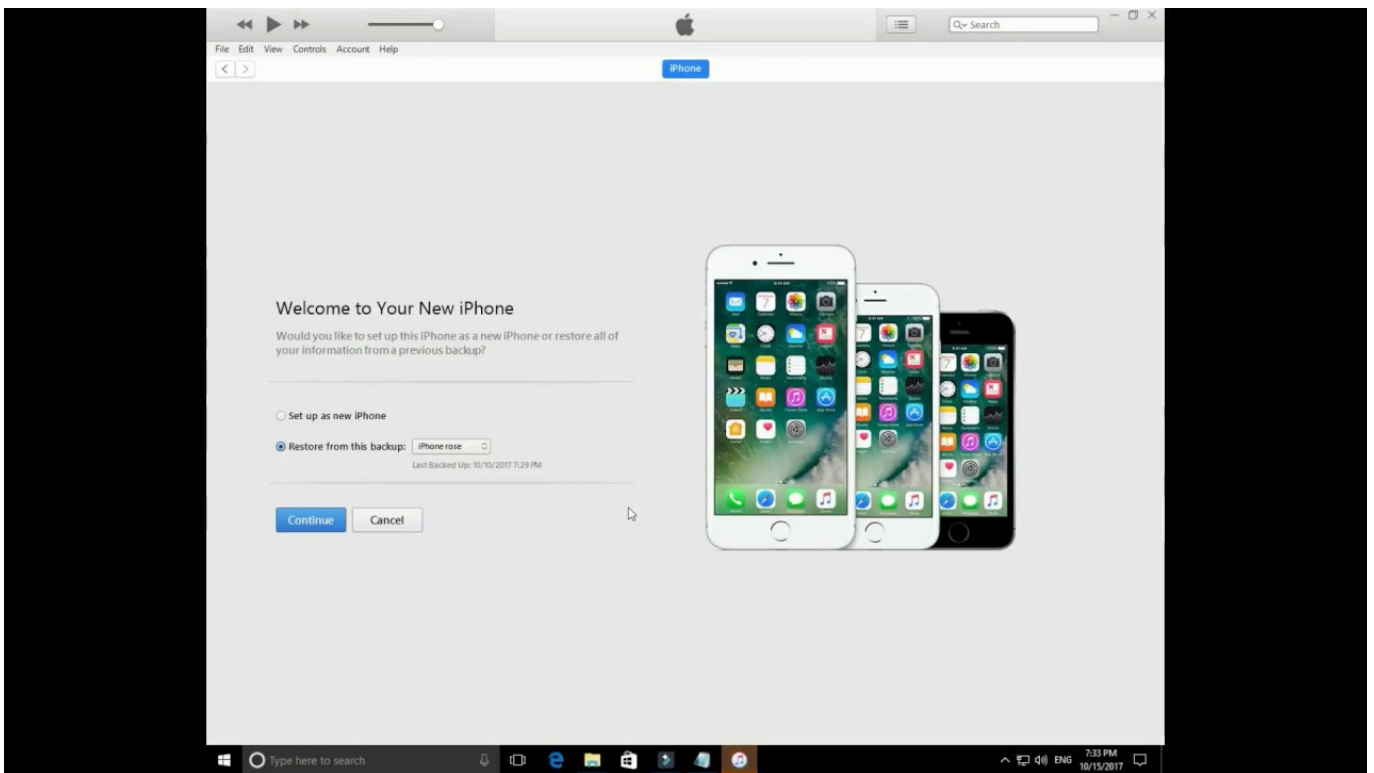 Search
File Edit View Controls Account Help
iPhone
Welcome to Your New iPhone
Would you like to set up this iPhone as a new iPhone or restore all of
your information from a previous backup?
Set up as new iPhone
Restore from this backup: iPhone rose
Last Backed Up: 10/10/2017 7:29 PM
Continue Cancel
Type here to search
ENG
7:33 PM
10/15/2017